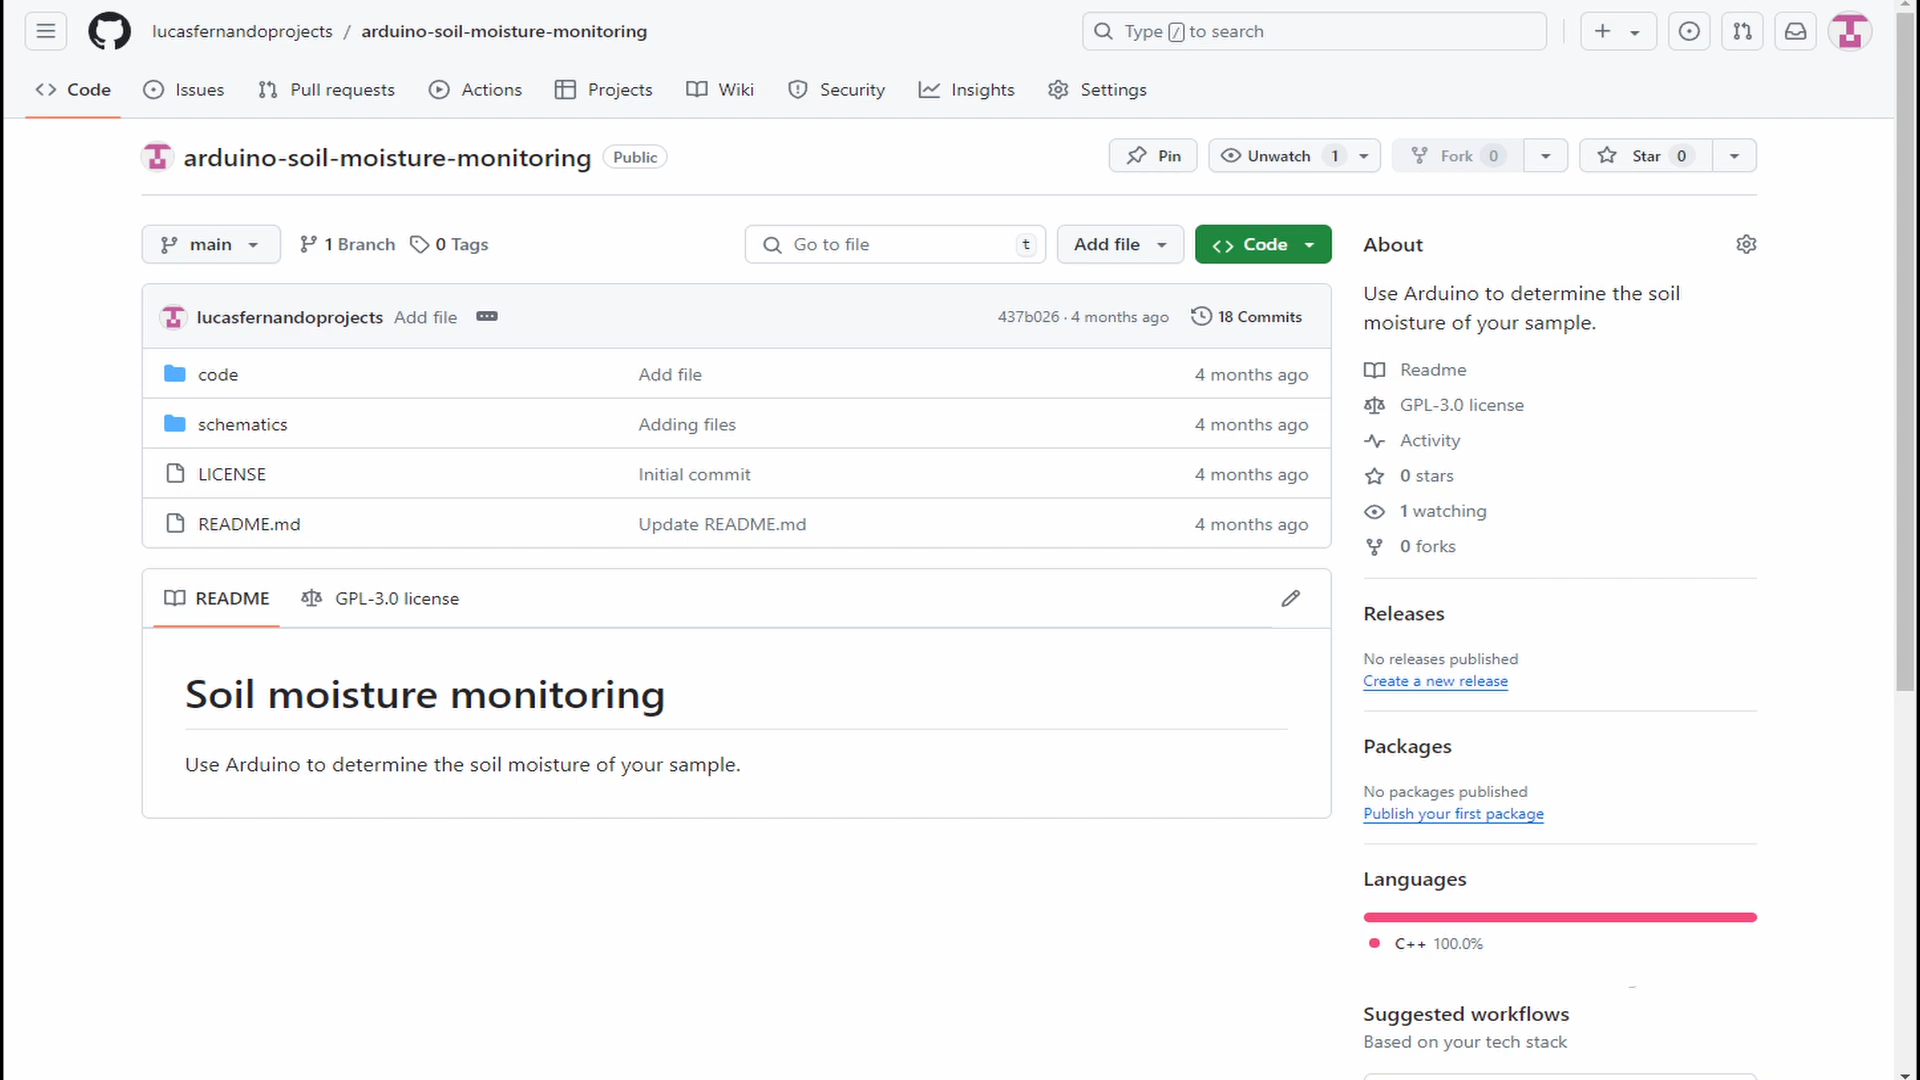 lucasfernandoprojects / arduino-soil-moisture-monitoring
Type / to search
Code
Issues
Pull requests
Actions
Projects
Wiki
Security
Insights
Settings
arduino-soil-moisture-monitoring Public
Pin
Unwatch 1
Fork 0
Star 0
main
1 Branch
0 Tags
Go to file
t
Add file
Code
lucasfernandoprojects Add file
437b026 · 4 months ago
18 Commits
code Add file 4 months ago
schematics Adding files 4 months ago
LICENSE Initial commit 4 months ago
README.md Update README.md 4 months ago
README
GPL-3.0 license
Soil moisture monitoring
Use Arduino to determine the soil moisture of your sample.
About
Use Arduino to determine the soil
moisture of your sample.
Readme
GPL-3.0 license
Activity
0 stars
1 watching
0 forks
Releases
No releases published
Create a new release
Packages
No packages published
Publish your first package
Languages
C++ 100.0%
Suggested workflows
Based on your tech stack